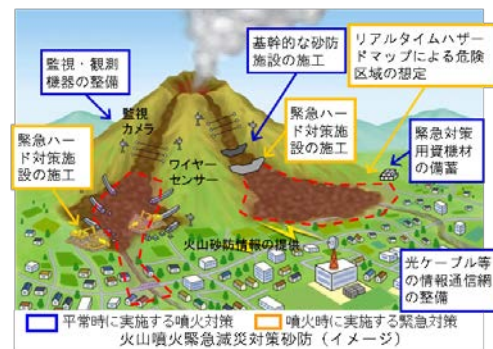 監視・観測
機器の整備
基幹的な砂防
施設の施工
リアルタイムハザー
ドマップによる危険
区域の想定
監視
カメラ
緊急ハー
ド対策施
設の施工
緊急ハー
ド対策施
設の施工
ワイヤー
センサー
緊急対策
用資機材
の備蓄
火山砂防情報の提供
光ケーブル等
の情報通信網
の整備
平常時に実施する噴火対策
噴火時に実施する緊急対策
火山噴火緊急減災対策砂防（イメージ）